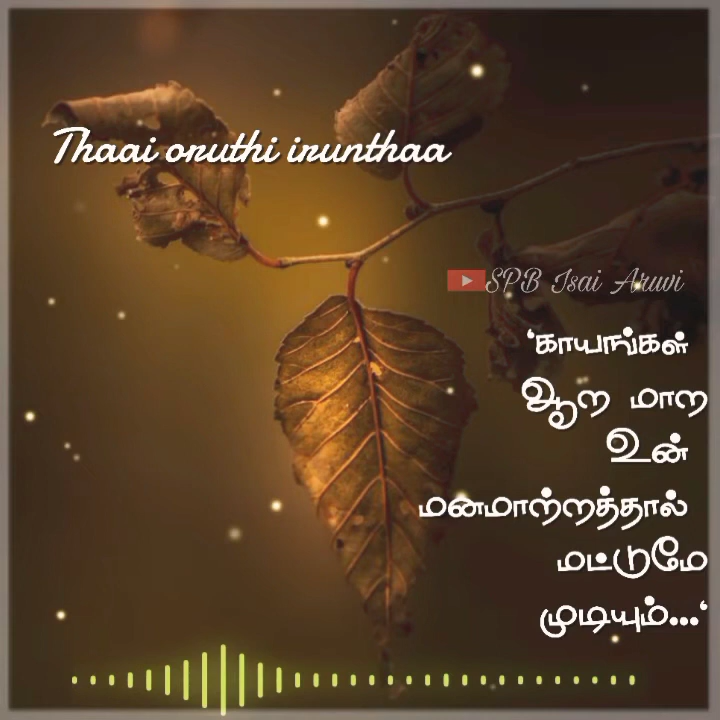 Thaai oruthi irunthaa
SPB Isai Aruvi
‘காயங்கள்
ஆற மாற
உன்
மனமாற்றத்தால்
மட்டுமே
முடியும்...‘